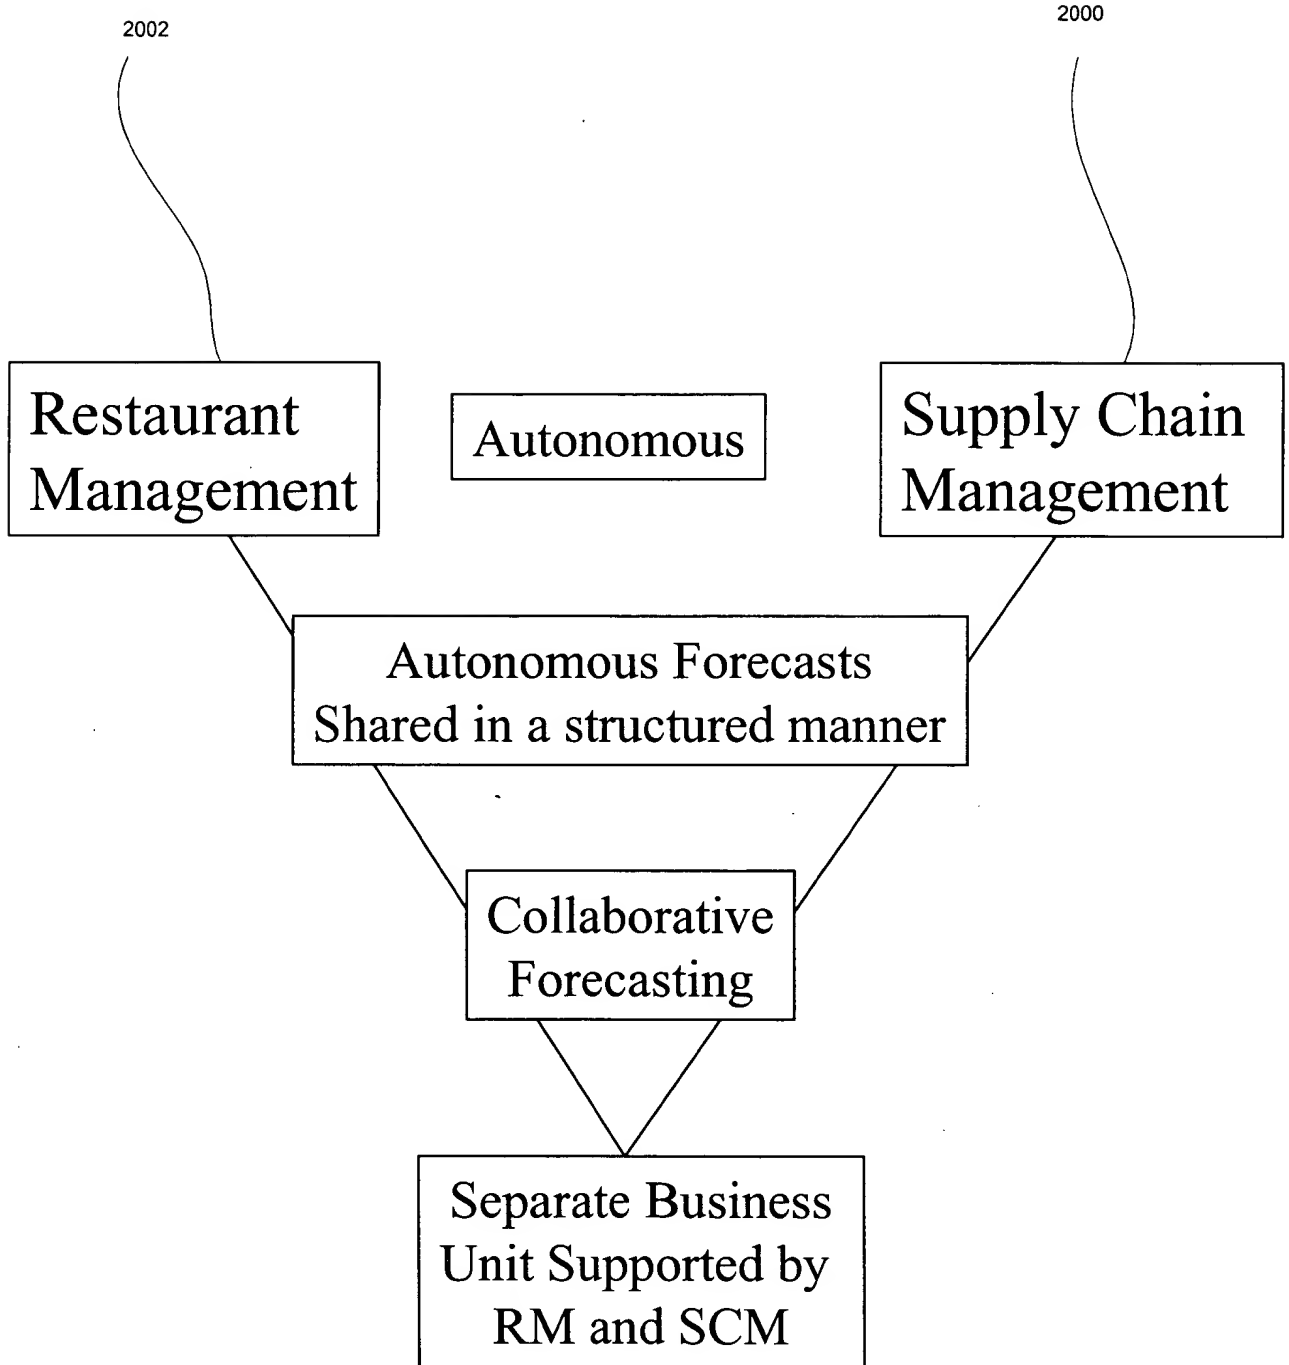 2002
2000
Restaurant
Management
Autonomous
Supply Chain
Management
Autonomous Forecasts
Shared in a structured manner
Collaborative
Forecasting
Separate Business
Unit Supported by
RM and SCM